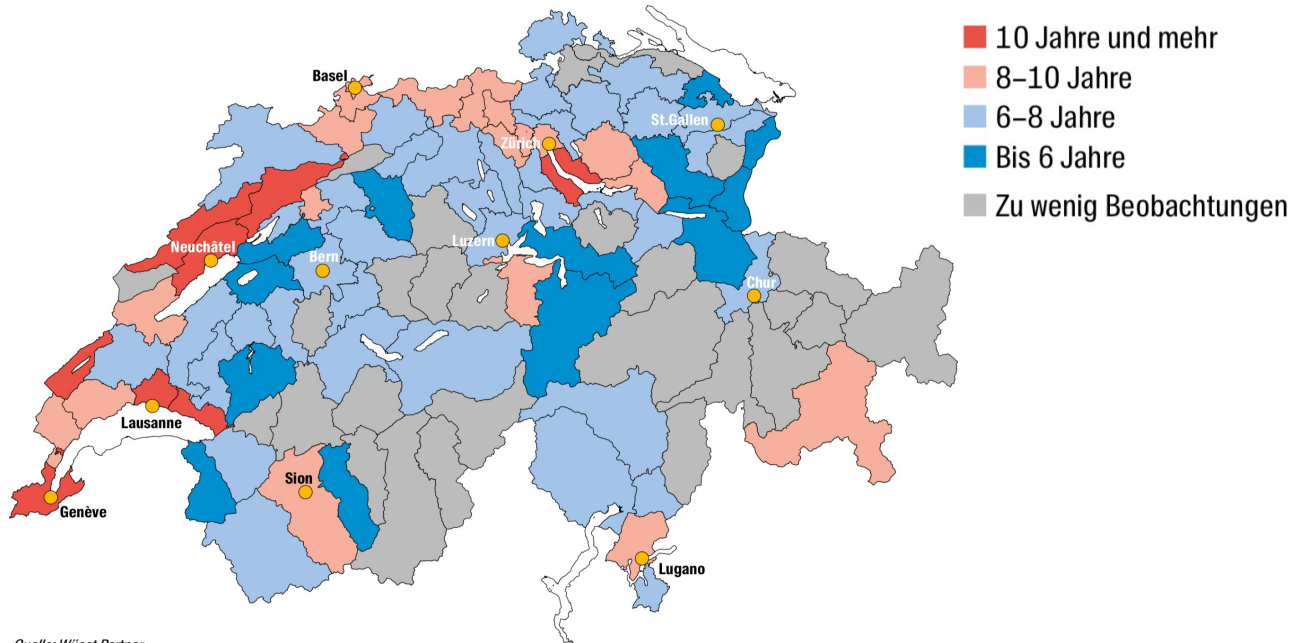 10 Jahre und mehr
8–10 Jahre
6–8 Jahre
Bis 6 Jahre
Zu wenig Beobachtungen
Basel
St.Gallen
Zürich
Neuchâtel
Luzern
Bern
Chur
Lausanne
Sion
Genève
Lugano